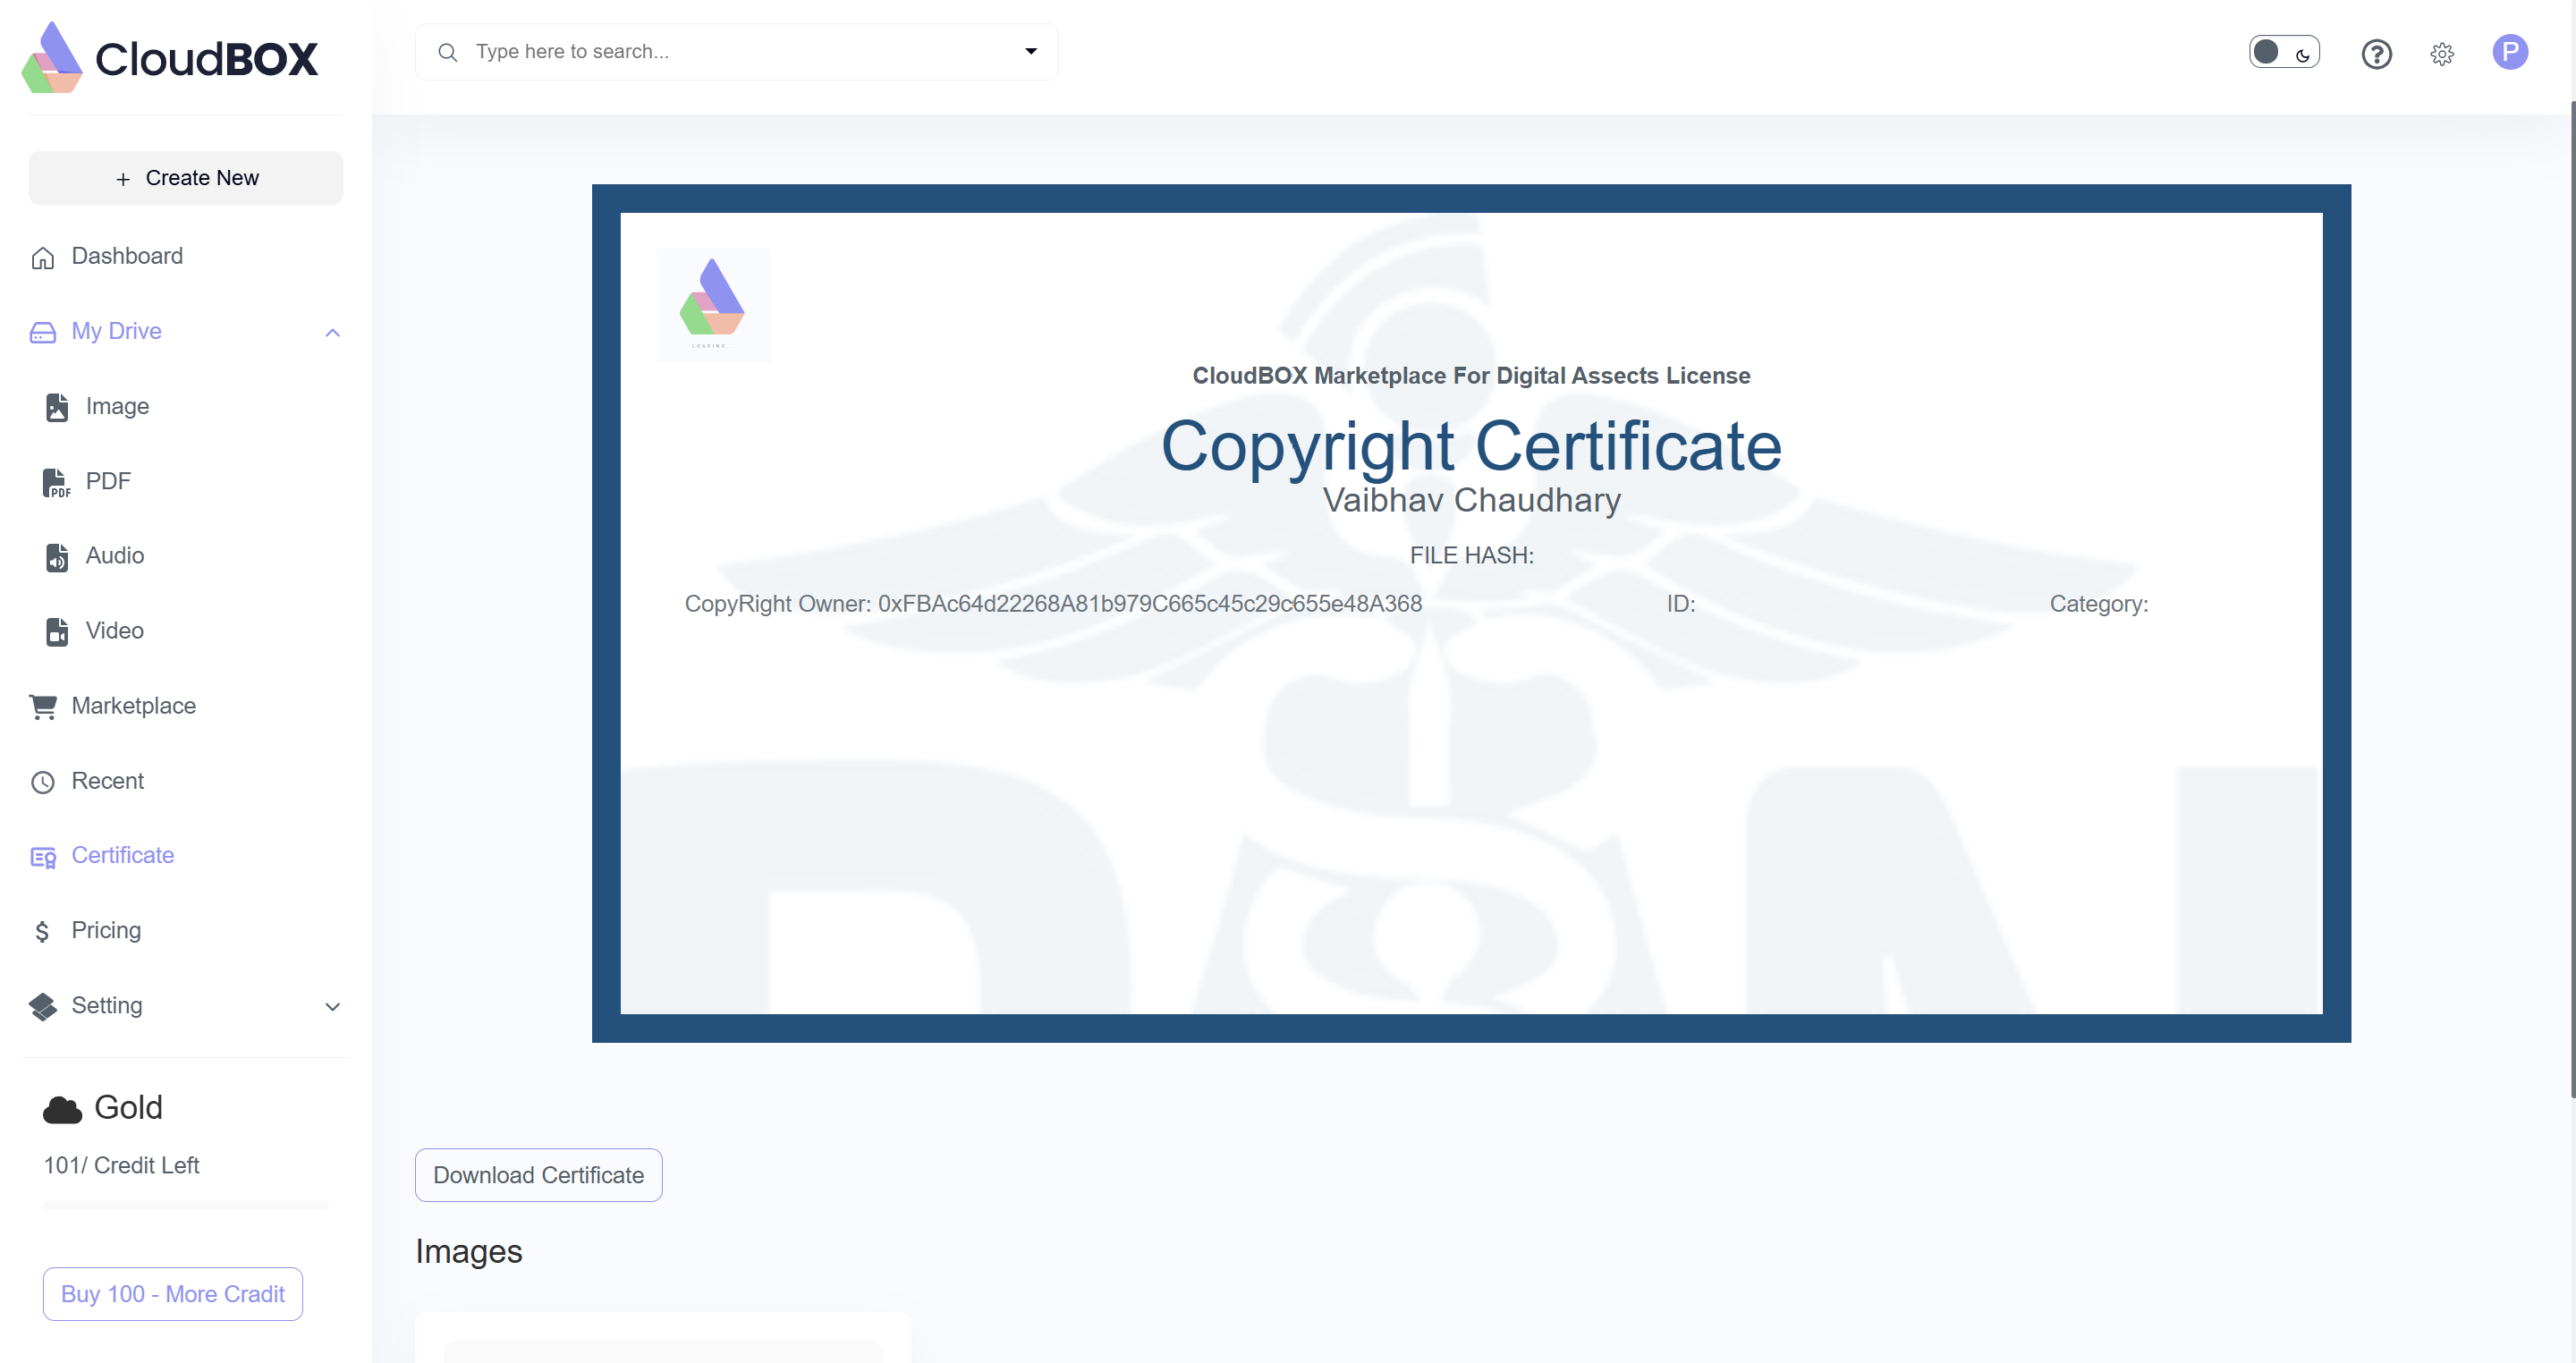 CloudBOX
Type here to search...
P
+ Create New
Dashboard
My Drive
Image
PDF
PDF
Audio
Video
Marketplace
Recent
Certificate
$ Pricing
Setting
Gold
101/ Credit Left
Buy 100 - More Cradit
LOADING...
CloudBOX Marketplace For Digital Assects License
Copyright Certificate
Vaibhav Chaudhary
FILE HASH:
CopyRight Owner: 0xFBAc64d22268A81b979C665c45c29c655e48A368 ID: Category:
Download Certificate
Images